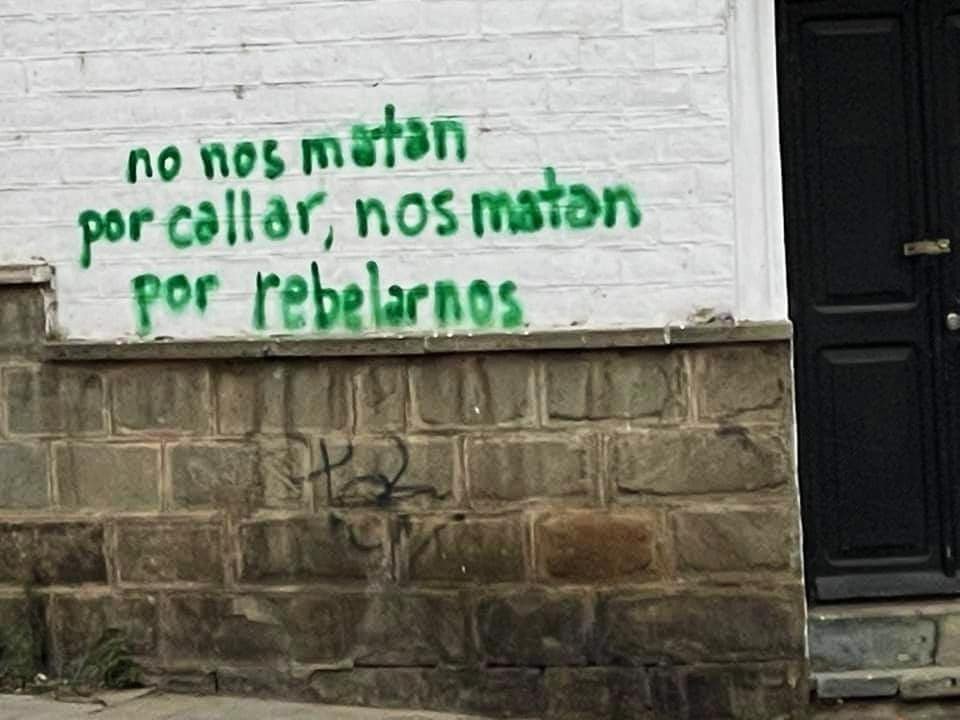 no nos matan
por callar, nos matan
por rebelarnos